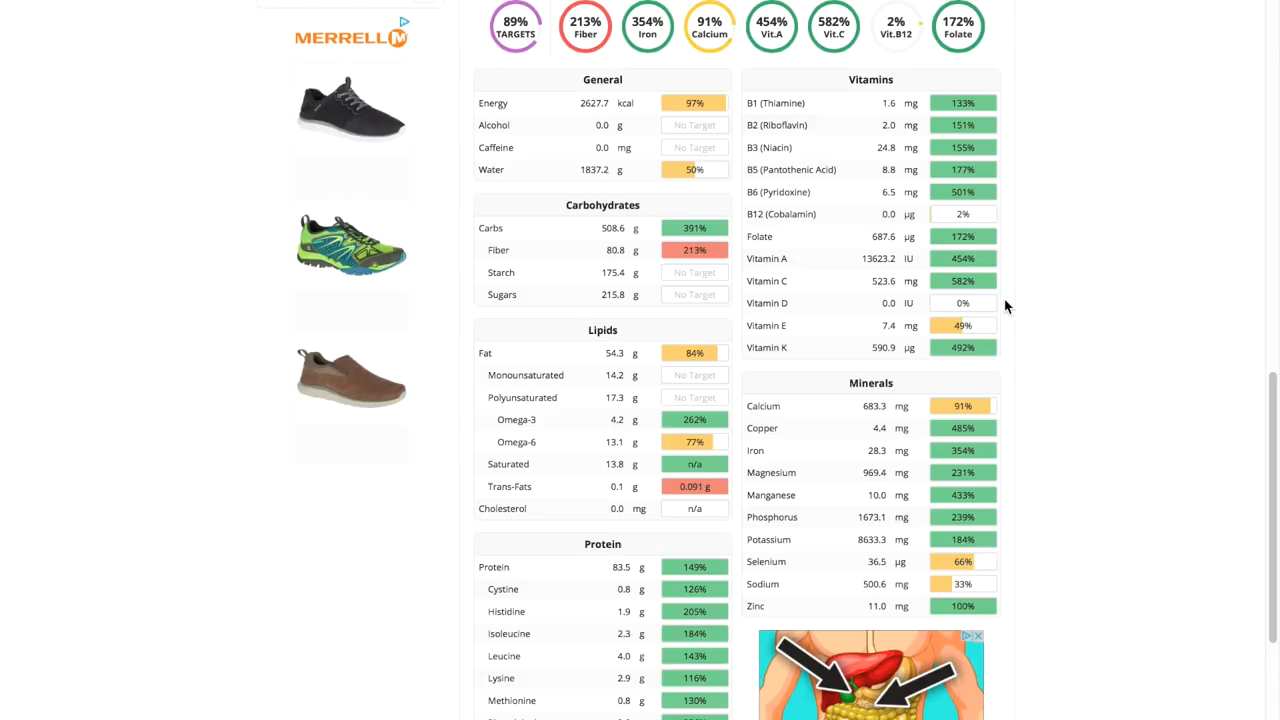 MERRELL
89% 213% 354% 91% 454% 582% 2% 172%
TARGETS Fiber Iron Calcium Vit.A Vit.C Vit.B12 Folate
General
Energy 2627.7 kcal 97%
Alcohol 0.0 g No Target
Caffeine 0.0 mg No Target
Water 1837.2 g 50%
Carbohydrates
Carbs 508.6 g 391%
Fiber 80.8 g 213%
Starch 175.4 g No Target
Sugars 215.8 g No Target
Lipids
Fat 54.3 g 84%
Monounsaturated 14.2 g No Target
Polyunsaturated 17.3 g No Target
Omega-3 4.2 g 262%
Omega-6 13.1 g 77%
Saturated 13.8 g n/a
Trans-Fats 0.1 g 0.091 g
Cholesterol 0.0 mg n/a
Protein
Protein 83.5 g 149%
Cystine 0.8 g 126%
Histidine 1.9 g 205%
Isoleucine 2.3 g 184%
Leucine 4.0 g 143%
Lysine 2.9 g 116%
Methionine 0.8 g 130%
Vitamins
B1 (Thiamine) 1.6 mg 133%
B2 (Riboflavin) 2.0 mg 151%
B3 (Niacin) 24.8 mg 155%
B5 (Pantothenic Acid) 8.8 mg 177%
B6 (Pyridoxine) 6.5 mg 501%
B12 (Cobalamin) 0.0 µg 2%
Folate 687.6 µg 172%
Vitamin A 13623.2 IU 454%
Vitamin C 523.6 mg 582%
Vitamin D 0.0 IU 0%
Vitamin E 7.4 mg 49%
Vitamin K 590.9 µg 492%
Minerals
Calcium 683.3 mg 91%
Copper 4.4 mg 485%
Iron 28.3 mg 354%
Magnesium 969.4 mg 231%
Manganese 10.0 mg 433%
Phosphorus 1673.1 mg 239%
Potassium 8633.3 mg 184%
Selenium 36.5 µg 66%
Sodium 500.6 mg 33%
Zinc 11.0 mg 100%